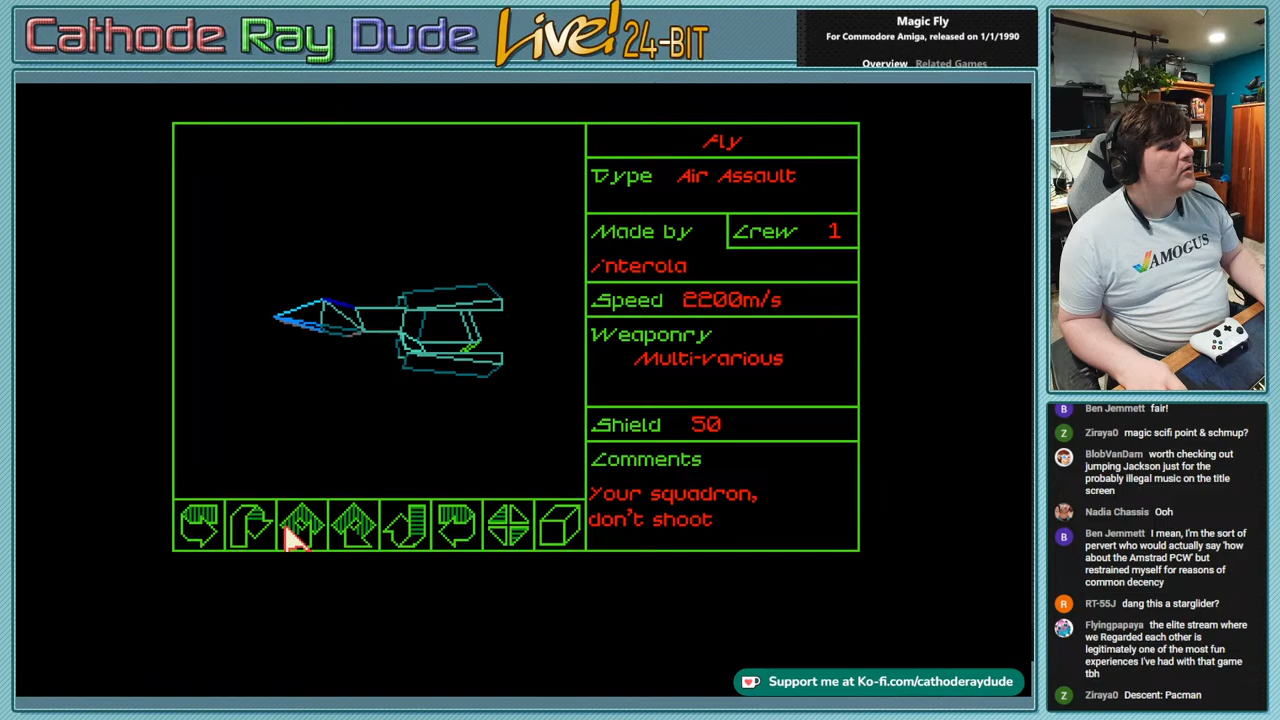 Cathode Ray Dude Live! 24-BIT
Magic Fly
For Commodore Amiga, released on 1/1/1990
Overview Related Games
Fly
Type Air Assault
Made by Crew 1
Interola
Speed 2200m/s
Weaponry
Multi-various
Shield 50
Comments
Your squadron,
don't shoot
AMOGUS
Ben Jemmett fair!
Ziraya0 magic scifi point & schmup?
BlobVanDam worth checking out
jumping Jackson just for the
probably illegal music on the title
screen
Nadia Chassis Ooh
Ben Jemmett I mean, I'm the sort of
pervert who would actually say 'how
about the Amstrad PCW' but
restrained myself for reasons of
common decency
RT-55J dang this a starglider?
Flyingpapaya the elite stream where
we Regarded each other is
legitimately one of the most fun
experiences I've had with that game
tbh
Ziraya0 Descent: Pacman
Support me at Ko-fi.com/cathoderaydude